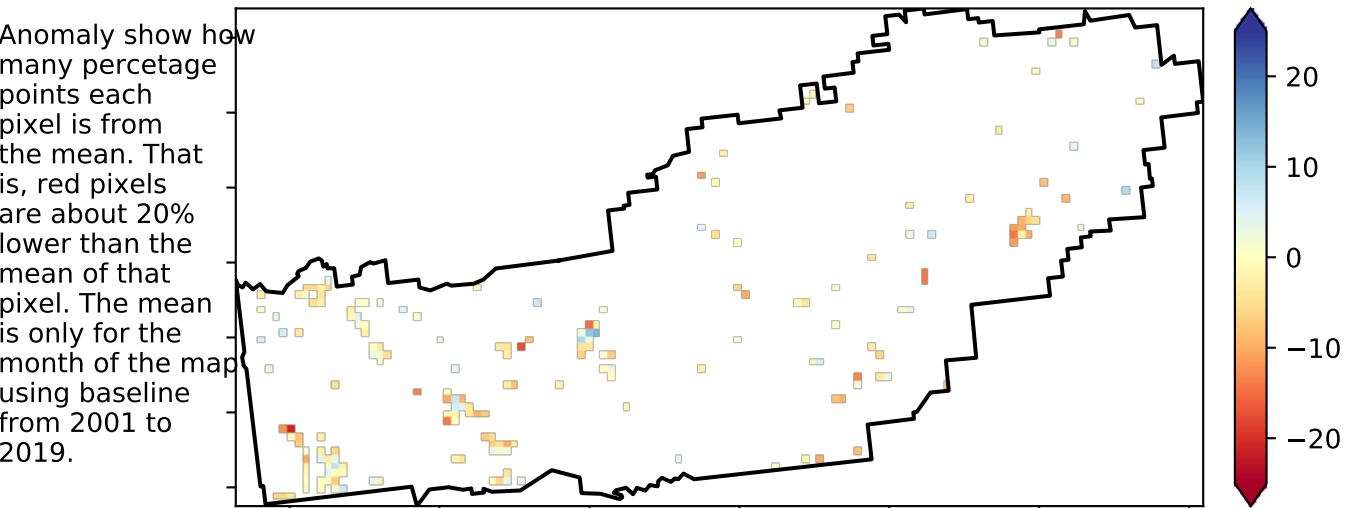 Anomaly show how
many percetage
points each
pixel is from
the mean. That
is, red pixels
are about 20%
lower than the
mean of that
pixel. The mean
is only for the
month of the map
using baseline
from 2001 to
2019.
20
10
0
−10
−20